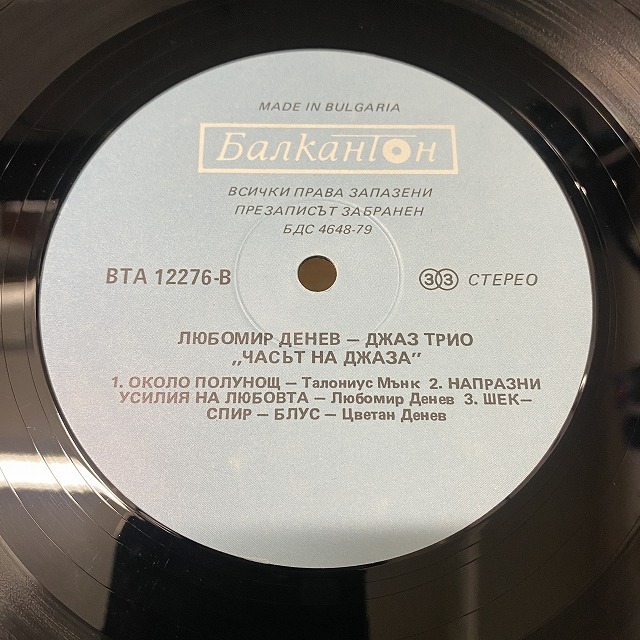 MADE IN BULGARIA
БалканТон
ВСИЧКИ ПРАВА ЗАПАЗЕНИ
ПРЕЗАПИСЪТ ЗАБРАНЕН
БДС 4648-79
ВТА 12276-В
33 СТЕРЕО
ЛЮБОМИР ДЕНЕВ – ДЖАЗ ТРИО
„ЧАСЪТ НА ДЖАЗА”
1. ОКОЛО ПОЛУНОЩ – Талониус Мънк 2. НАПРАЗНИ
УСИЛИЯ НА ЛЮБОВТА – Любомир Денев 3. ШЕК–
СПИР – БЛУС – Цветан Денев